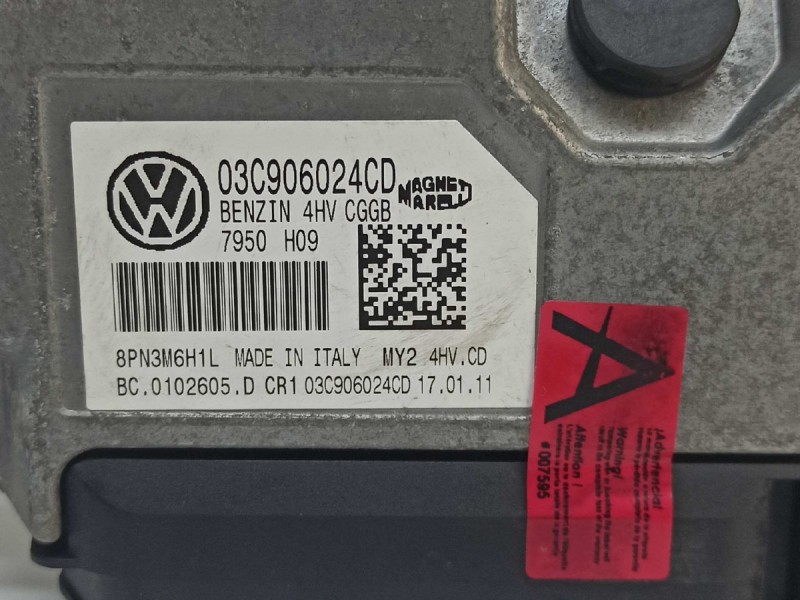 03C906024CD
BENZIN 4HV CGGB
MAGNETI
MARELLI
7950 H09
8PN3M6H1L MADE IN ITALY MY2 4HV.CD
BC.0102605.D CR1 03C906024CD 17.01.11
A
¡Advertencia!
Warning!
Attention !
#007595